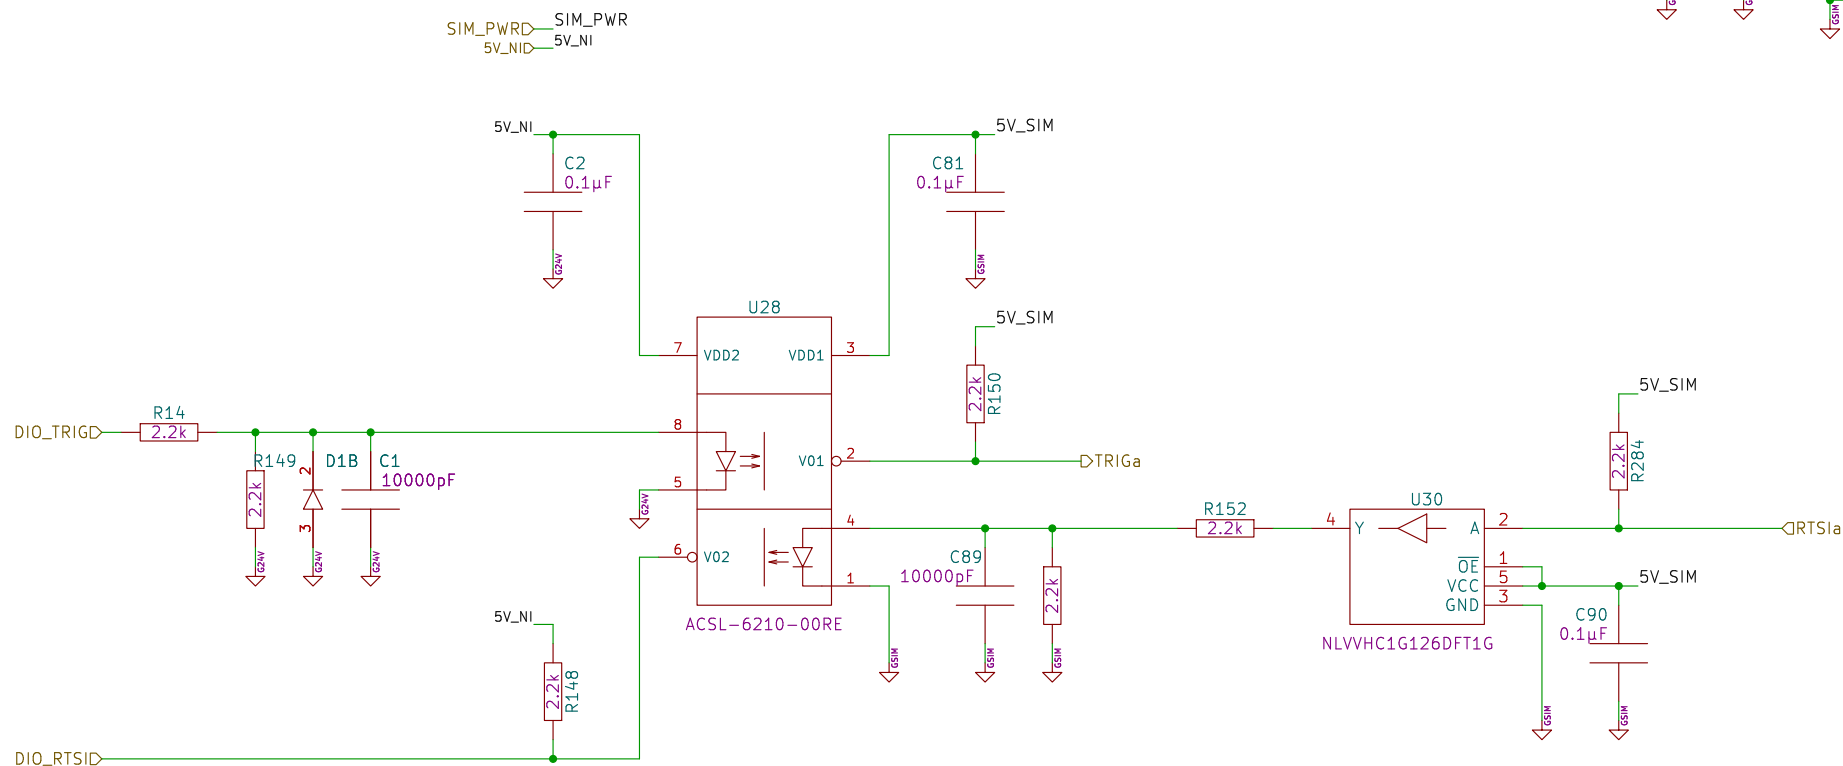 SIM_PWR SIM_PWR
5V_NI 5V_NI
GSIM
5V_NI
C2
0.1µF
G24V
5V_SIM
C81
0.1µF
GSIM
U28
7 VDD2 VDD1 3
8
5
G24V
V01 2
4
6 V02
1
ACSL-6210-00RE
GSIM
5V_SIM
2.2k
R150
TRIGa
DIO_TRIG
R14
2.2k
R149
2.2k
G24V
D1B
2
3
G24V
C1
10000pF
G24V
5V_NI
2.2k
R148
DIO_RTSI
C89
10000pF
GSIM
2.2k
GSIM
R152
2.2k
U30
4 Y A 2
OE 1
VCC 5
GND 3
NLVVHC1G126DFT1G
GSIM
5V_SIM
2.2k
R284
RTSIa
5V_SIM
C90
0.1µF
GSIM